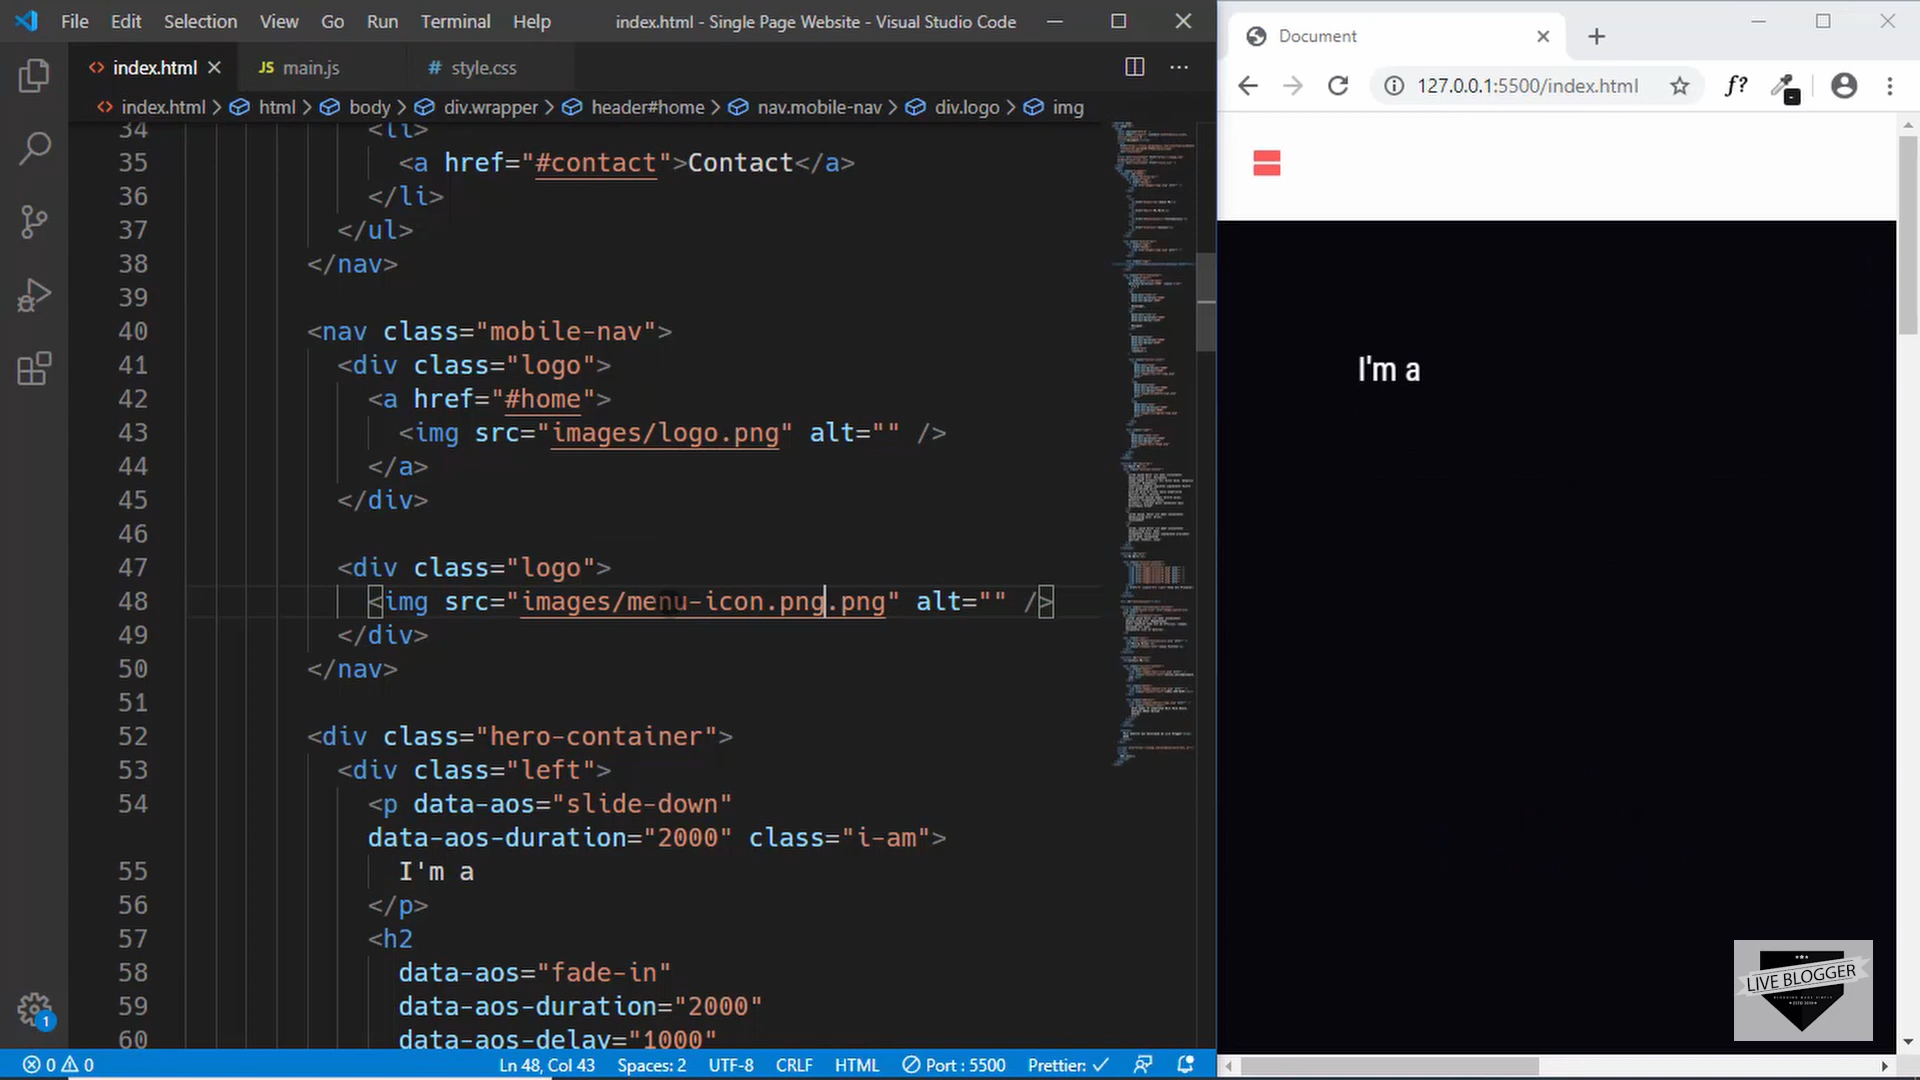 File Edit Selection View Go Run Terminal Help index.html - Single Page Website - Visual Studio Code
index.html JS main.js # style.css
index.html > html > body > div.wrapper > header#home > nav.mobile-nav > div.logo > img
34 <li>
35 <a href="#contact">Contact</a>
36 </li>
37 </ul>
38 </nav>
39
40 <nav class="mobile-nav">
41 <div class="logo">
42 <a href="#home">
43 <img src="images/logo.png" alt="" />
44 </a>
45 </div>
46
47 <div class="logo">
48 <img src="images/menu-icon.png.png" alt="" />
49 </div>
50 </nav>
51
52 <div class="hero-container">
53 <div class="left">
54 <p data-aos="slide-down"
data-aos-duration="2000" class="i-am">
55 I'm a
56 </p>
57 <h2
58 data-aos="fade-in"
59 data-aos-duration="2000"
60 data-aos-delay="1000"
1
0 0 Ln 48, Col 43 Spaces: 2 UTF-8 CRLF HTML Port : 5500 Prettier: ✓
Document
127.0.0.1:5500/index.html f?
I'm a
LIVE BLOGGER